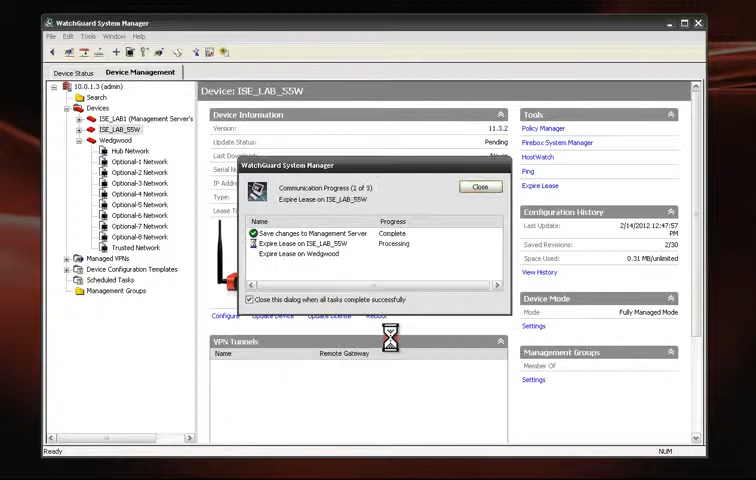 WatchGuard System Manager
File Edit Tools Window Help
Device Status Device Management
10.0.1.3 (admin)
Search
Devices
ISE_LAB1 (Management Server's
ISE_LAB_55W
Wedgwood
Hub Network
Optional-1 Network
Optional-2 Network
Optional-3 Network
Optional-4 Network
Optional-5 Network
Optional-6 Network
Optional-7 Network
Optional-8 Network
Trusted Network
Managed VPNs
Device Configuration Templates
Scheduled Tasks
Management Groups
Device: ISE_LAB_55W
Device Information
Version: 11.3.2
Update Status: Pending
Last Download
Serial Nu
IP Addre
Type:
Lease Ti
Configure Update Device Update License Reboot
VPN Tunnels
Name Remote Gateway
WatchGuard System Manager
Communication Progress (2 of 3)
Expire Lease on ISE_LAB_55W
Close
Name Progress
Save changes to Management Server Complete
Expire Lease on ISE_LAB_55W Processing
Expire Lease on Wedgwood
Close this dialog when all tasks complete successfully
Tools
Policy Manager
Firebox System Manager
HostWatch
Ping
Expire Lease
Configuration History
Last Update: 2/14/2012 12:47:57
PM
Saved Revisions: 2/30
Space Used: 0.31 MB/unlimited
View History
Device Mode
Mode Fully Managed Mode
Settings
Management Groups
Member Of
Settings
Ready NUM